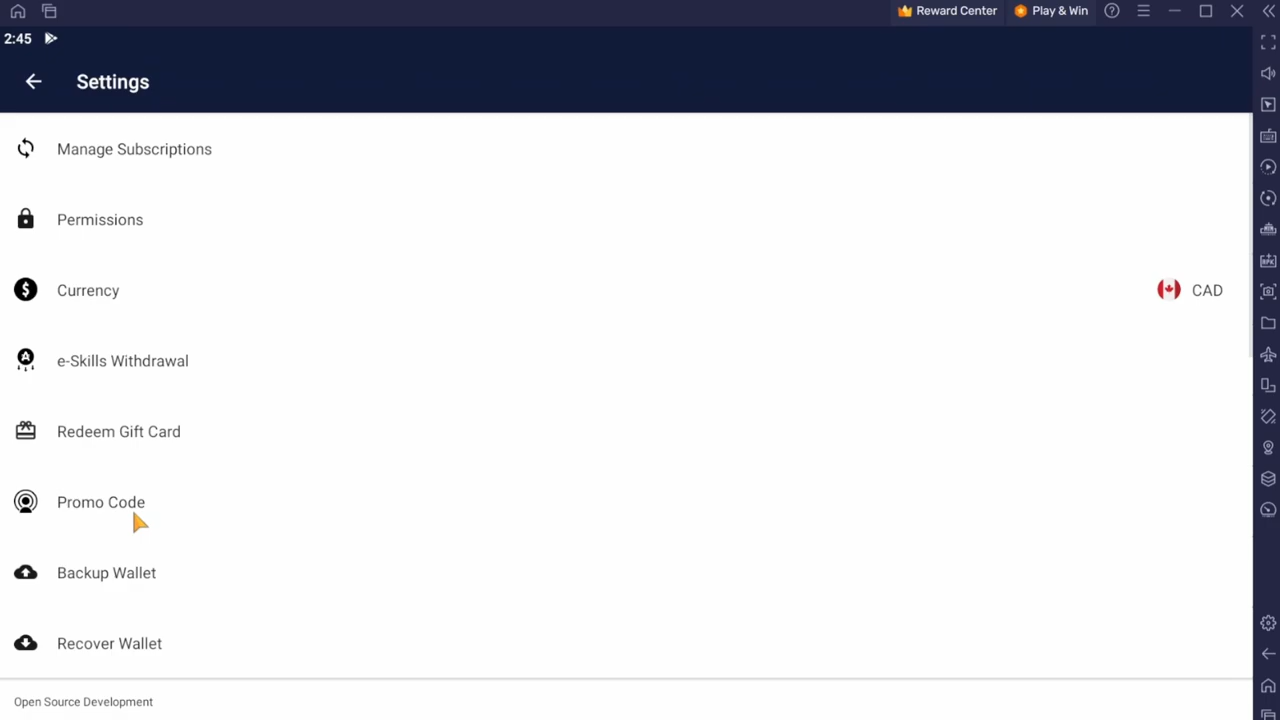 Reward Center
Play & Win
2:45
Settings
Manage Subscriptions
Permissions
Currency
CAD
e-Skills Withdrawal
Redeem Gift Card
Promo Code
Backup Wallet
Recover Wallet
Open Source Development